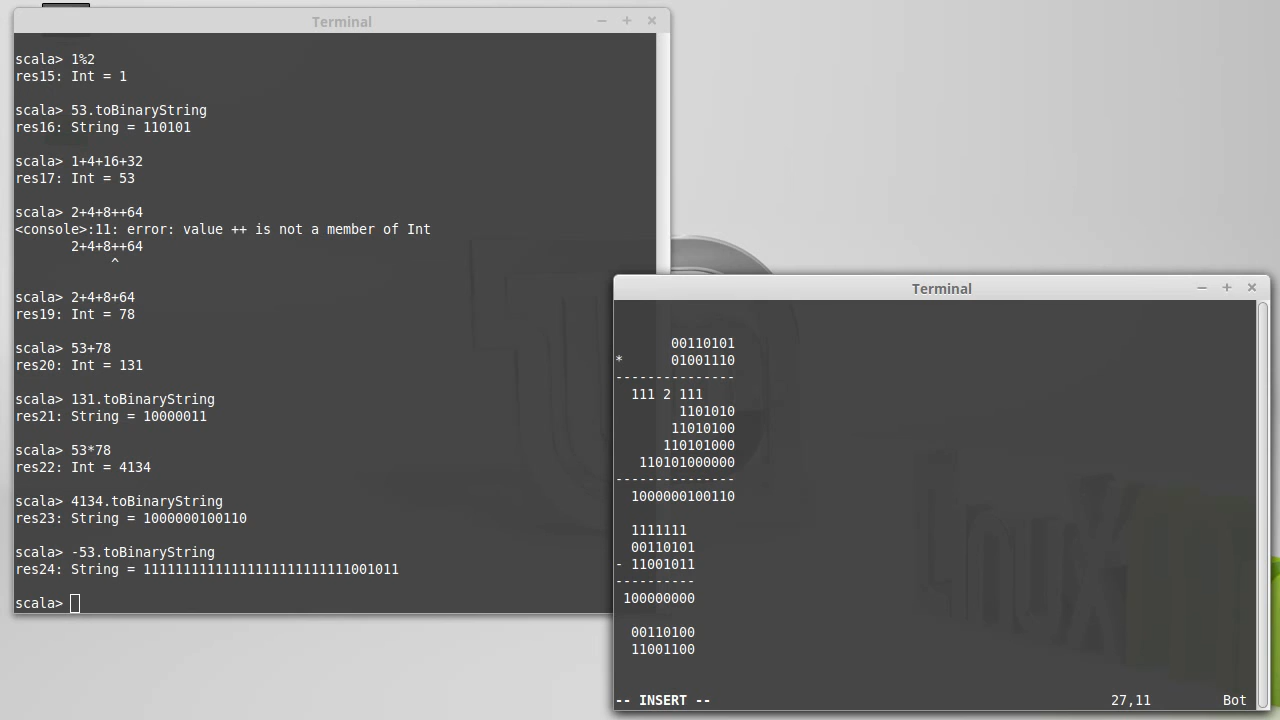 Terminal
scala> 1%2
res15: Int = 1
scala> 53.toBinaryString
res16: String = 110101
scala> 1+4+16+32
res17: Int = 53
scala> 2+4+8++64
<console>:11: error: value ++ is not a member of Int
       2+4+8++64
            ^
scala> 2+4+8+64
res19: Int = 78
scala> 53+78
res20: Int = 131
scala> 131.toBinaryString
res21: String = 10000011
scala> 53*78
res22: Int = 4134
scala> 4134.toBinaryString
res23: String = 1000000100110
scala> -53.toBinaryString
res24: String = 11111111111111111111111111001011
scala>
Terminal
       00110101
*      01001110
---------------
  111 2 111
        1101010
       11010100
      110101000
   110101000000
---------------
  1000000100110
  1111111
  00110101
- 11001011
----------
 100000000
  00110100
  11001100
-- INSERT --                                                  27,11         Bot
Linux